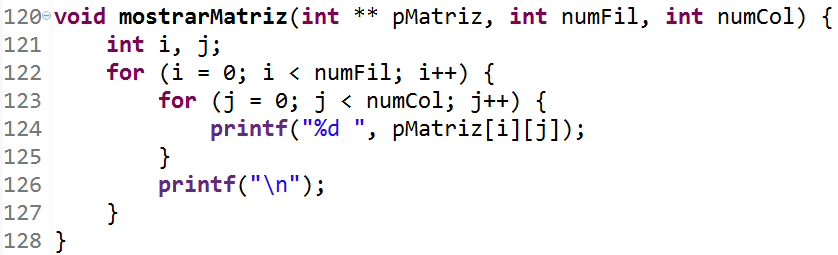 120 void mostrarMatriz(int ** pMatriz, int numFil, int numCol) {
121     int i, j;
122     for (i = 0; i < numFil; i++) {
123         for (j = 0; j < numCol; j++) {
124             printf("%d ", pMatriz[i][j]);
125         }
126         printf("\n");
127     }
128 }